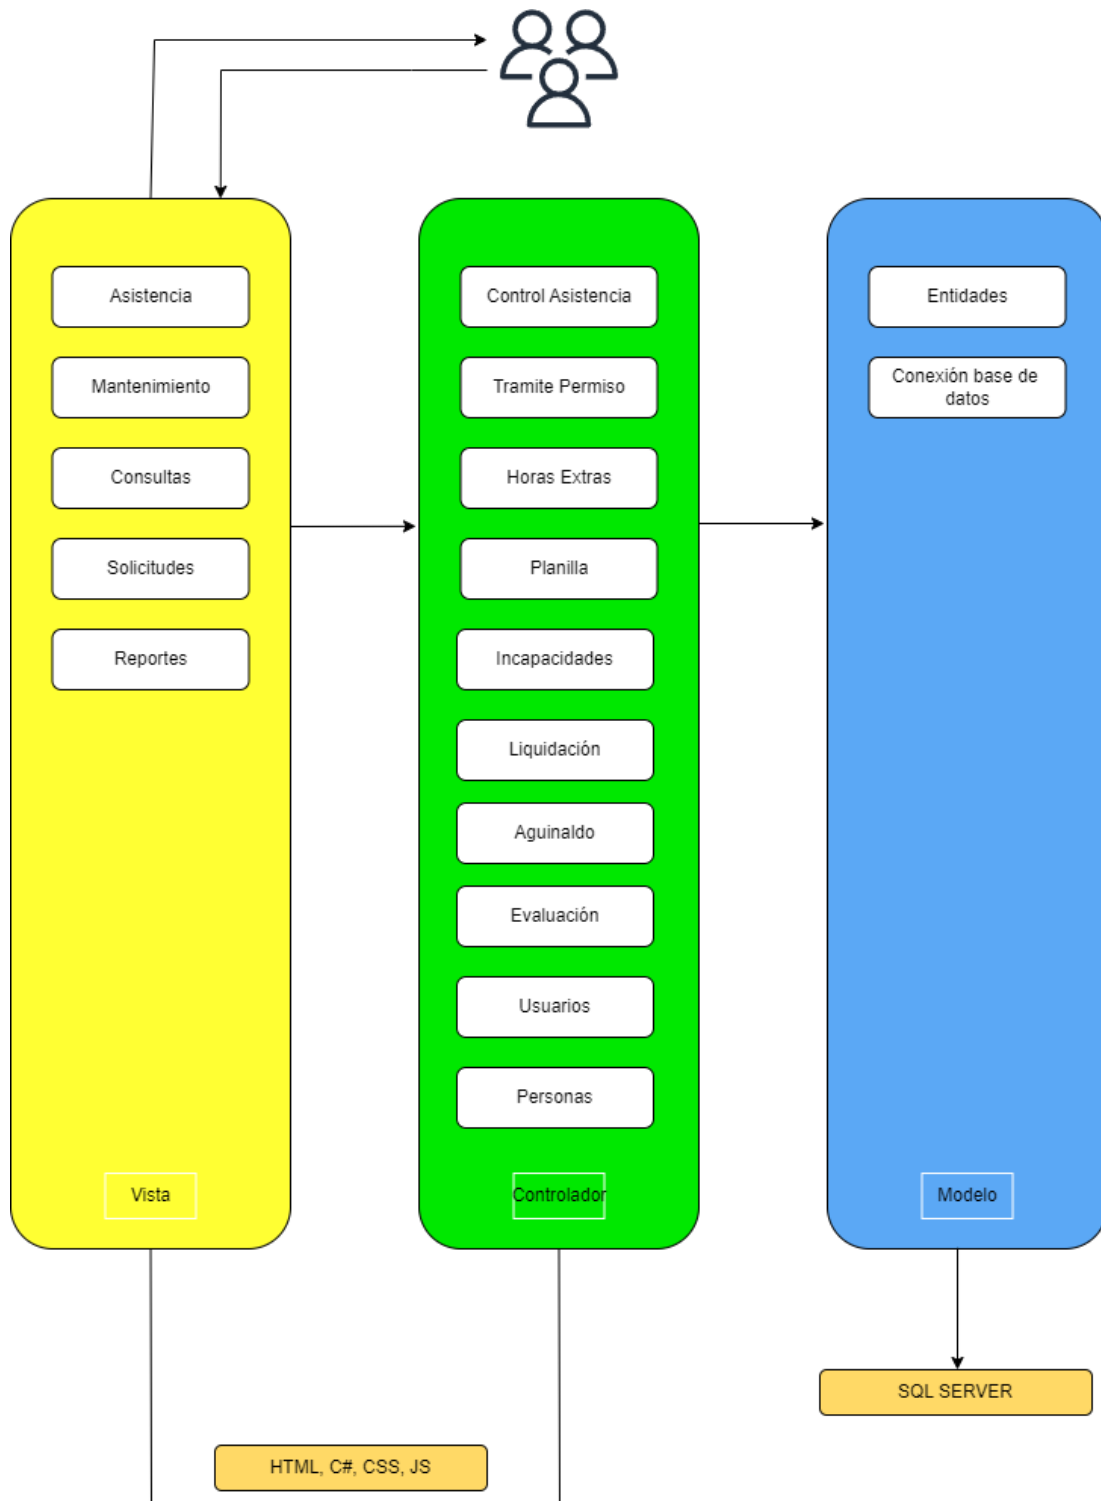 Asistencia
Mantenimiento
Consultas
Solicitudes
Reportes
Vista
Control Asistencia
Tramite Permiso
Horas Extras
Planilla
Incapacidades
Liquidación
Aguinaldo
Evaluación
Usuarios
Personas
Controlador
Entidades
Conexión base de
datos
Modelo
SQL SERVER
HTML, C#, CSS, JS